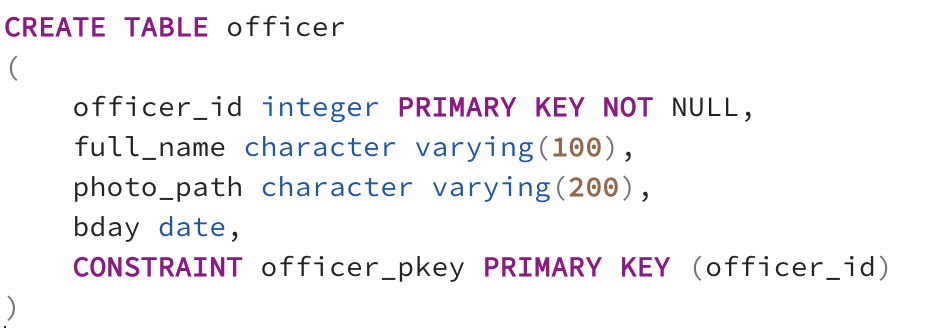 CREATE TABLE officer
(
    officer_id integer PRIMARY KEY NOT NULL,
    full_name character varying(100),
    photo_path character varying(200),
    bday date,
    CONSTRAINT officer_pkey PRIMARY KEY (officer_id)
)